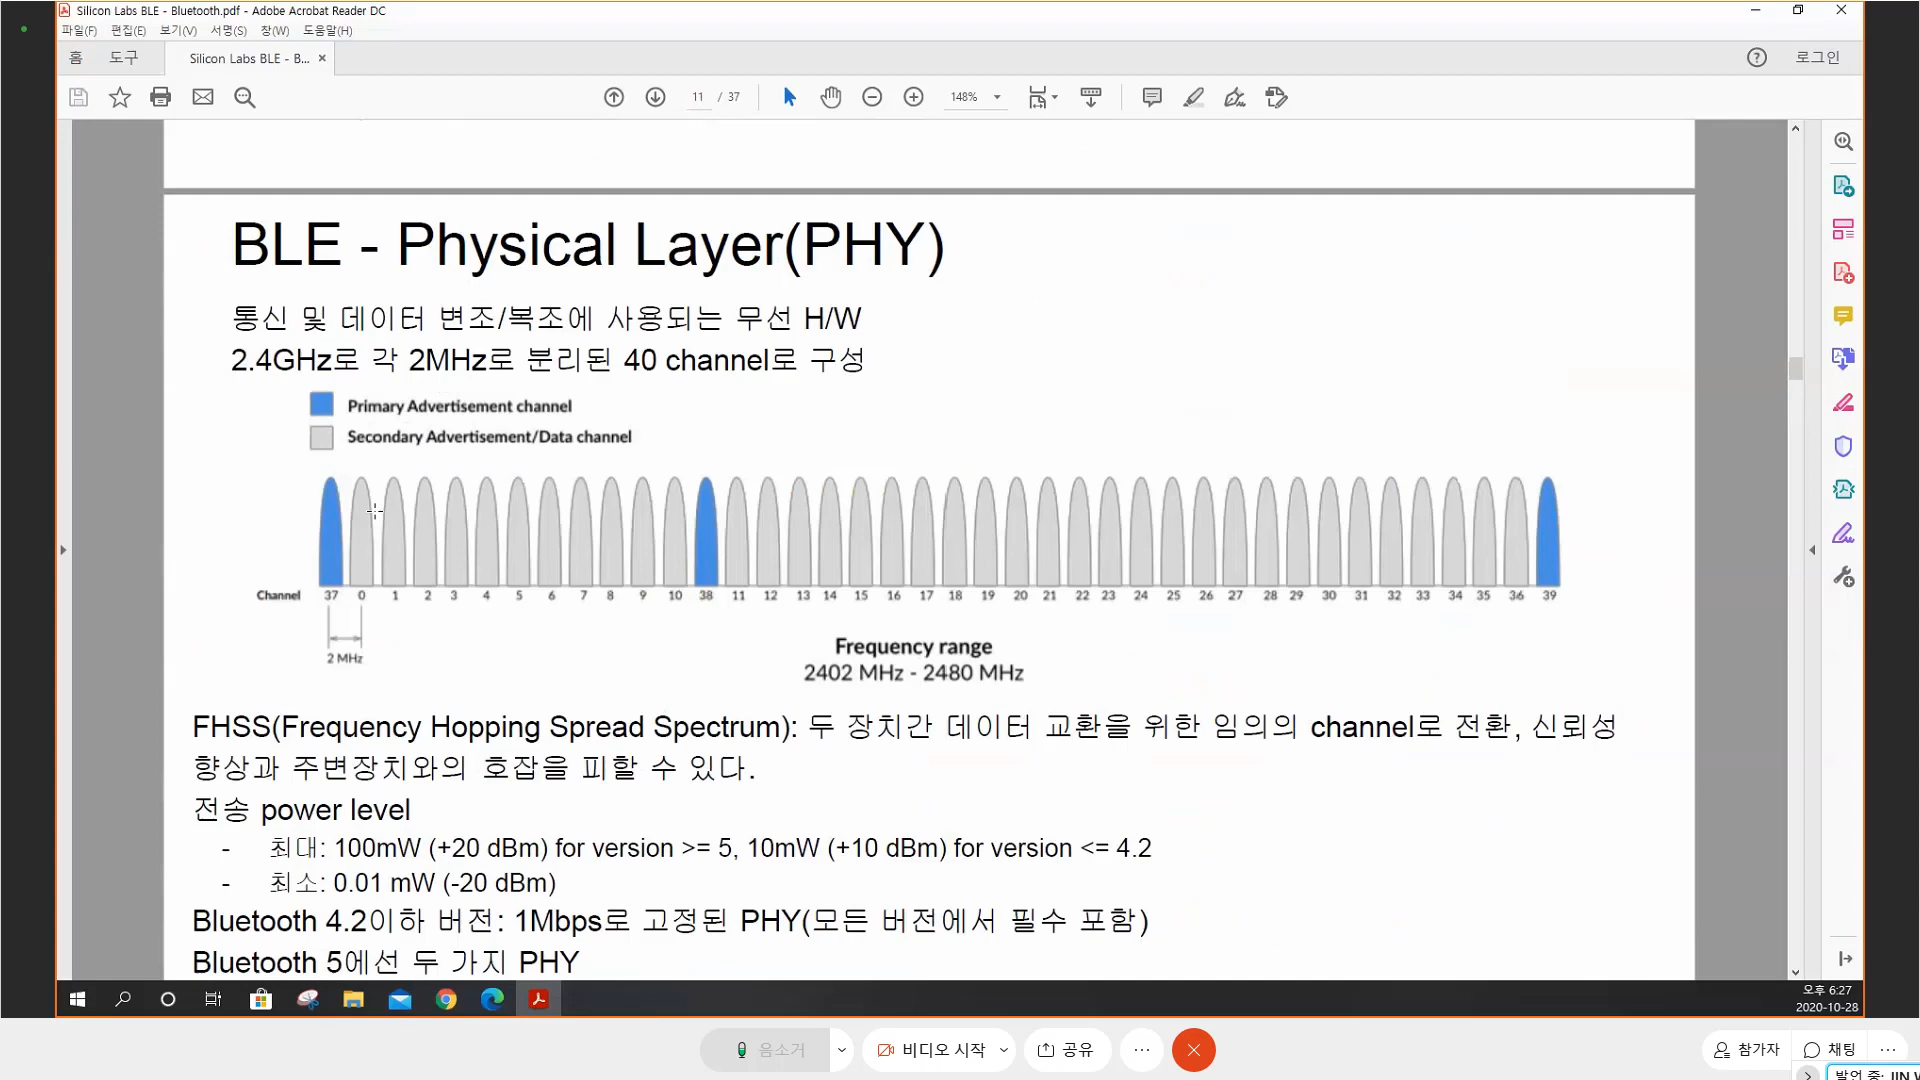 Silicon Labs BLE - Bluetooth.pdf - Adobe Acrobat Reader DC
파일(F) 편집(E) 보기(V) 서명(S) 창(W) 도움말(H)
홈 도구 Silicon Labs BLE - B... × 로그인
11 / 37 148%
BLE - Physical Layer(PHY)
통신 및 데이터 변조/복조에 사용되는 무선 H/W
2.4GHz로 각 2MHz로 분리된 40 channel로 구성
Primary Advertisement channel
Secondary Advertisement/Data channel
Channel 37 0 1 2 3 4 5 6 7 8 9 10 38 11 12 13 14 15 16 17 18 19 20 21 22 23 24 25 26 27 28 29 30 31 32 33 34 35 36 39
2 MHz
Frequency range
2402 MHz - 2480 MHz
FHSS(Frequency Hopping Spread Spectrum): 두 장치간 데이터 교환을 위한 임의의 channel로 전환, 신뢰성
향상과 주변장치와의 호잡을 피할 수 있다.
전송 power level
- 최대: 100mW (+20 dBm) for version >= 5, 10mW (+10 dBm) for version <= 4.2
- 최소: 0.01 mW (-20 dBm)
Bluetooth 4.2이하 버전: 1Mbps로 고정된 PHY(모든 버전에서 필수 포함)
Bluetooth 5에선 두 가지 PHY
오후 6:27
2020-10-28
음소거 비디오 시작 공유 참가자 채팅
발언 중: JIN